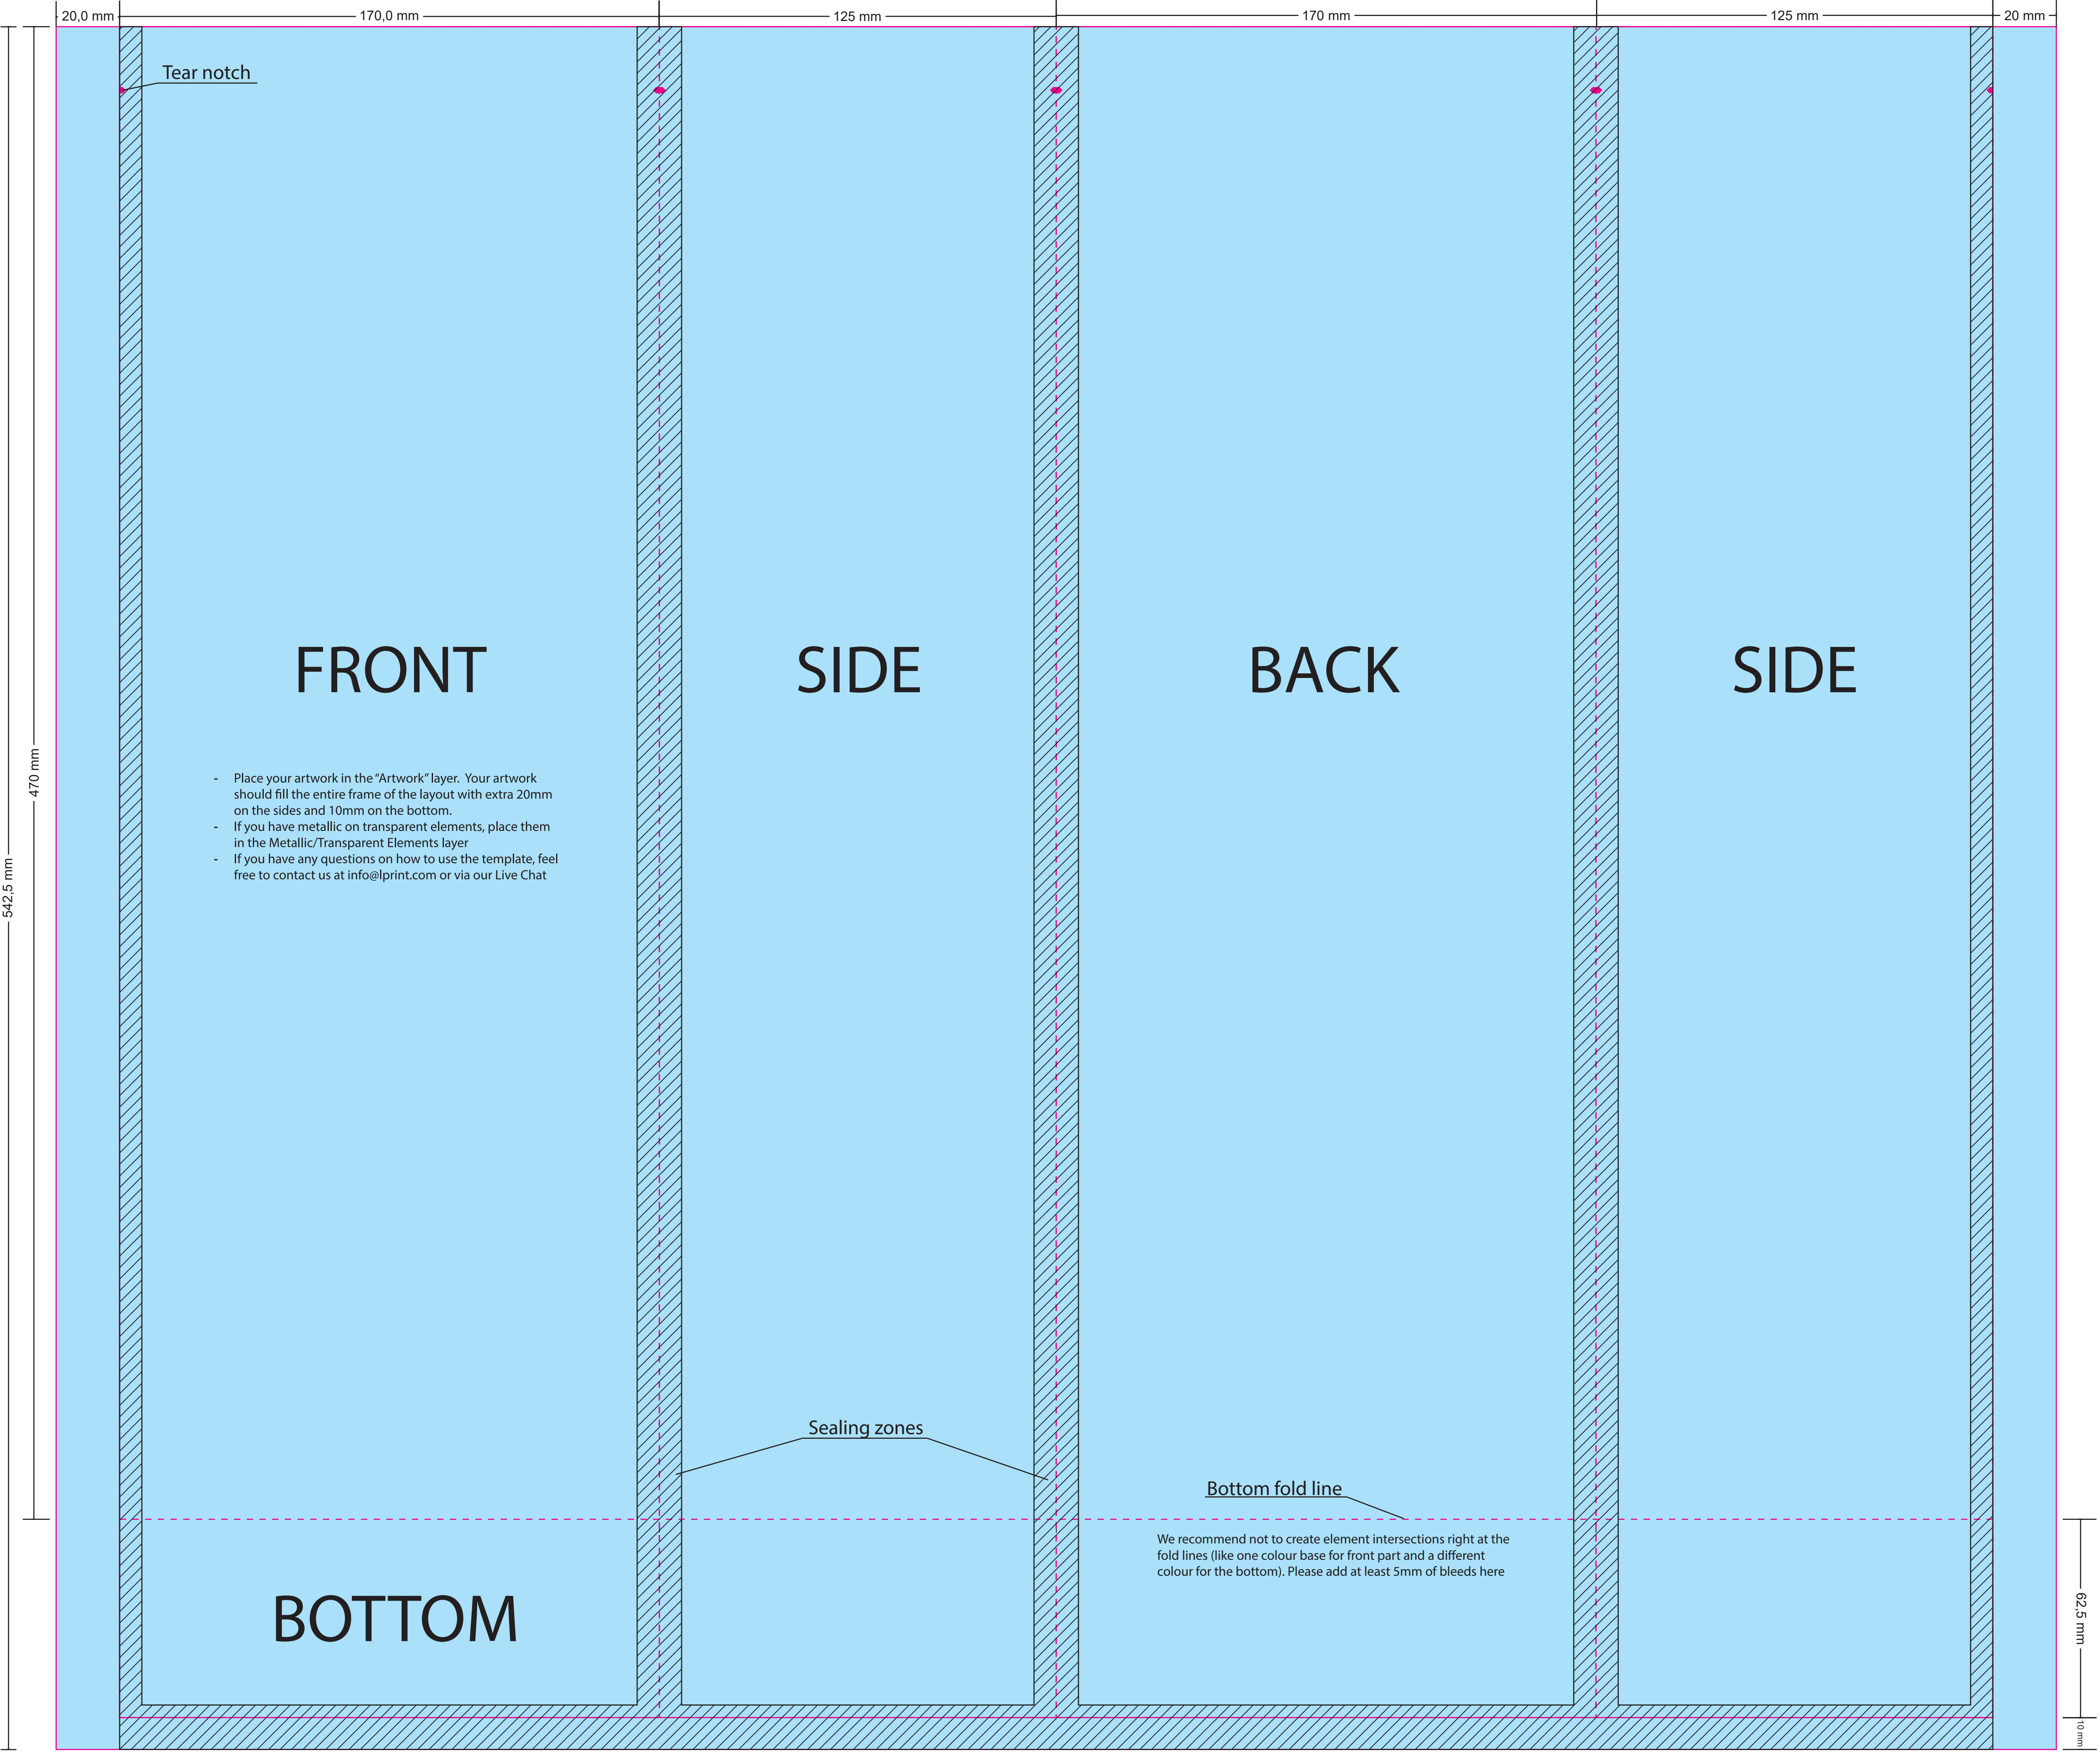 20,0 mm
170,0 mm
125 mm
170 mm
125 mm
20 mm
Tear notch
FRONT
SIDE
BACK
SIDE
- Place your artwork in the “Artwork” layer. Your artwork
should fill the entire frame of the layout with extra 20mm
on the sides and 10mm on the bottom.
- If you have metallic on transparent elements, place them
in the Metallic/Transparent Elements layer
- If you have any questions on how to use the template, feel
free to contact us at info@lprint.com or via our Live Chat
470 mm
542,5 mm
Sealing zones
Bottom fold line
We recommend not to create element intersections right at the
fold lines (like one colour base for front part and a different
colour for the bottom). Please add at least 5mm of bleeds here
BOTTOM
62,5 mm
10 mm